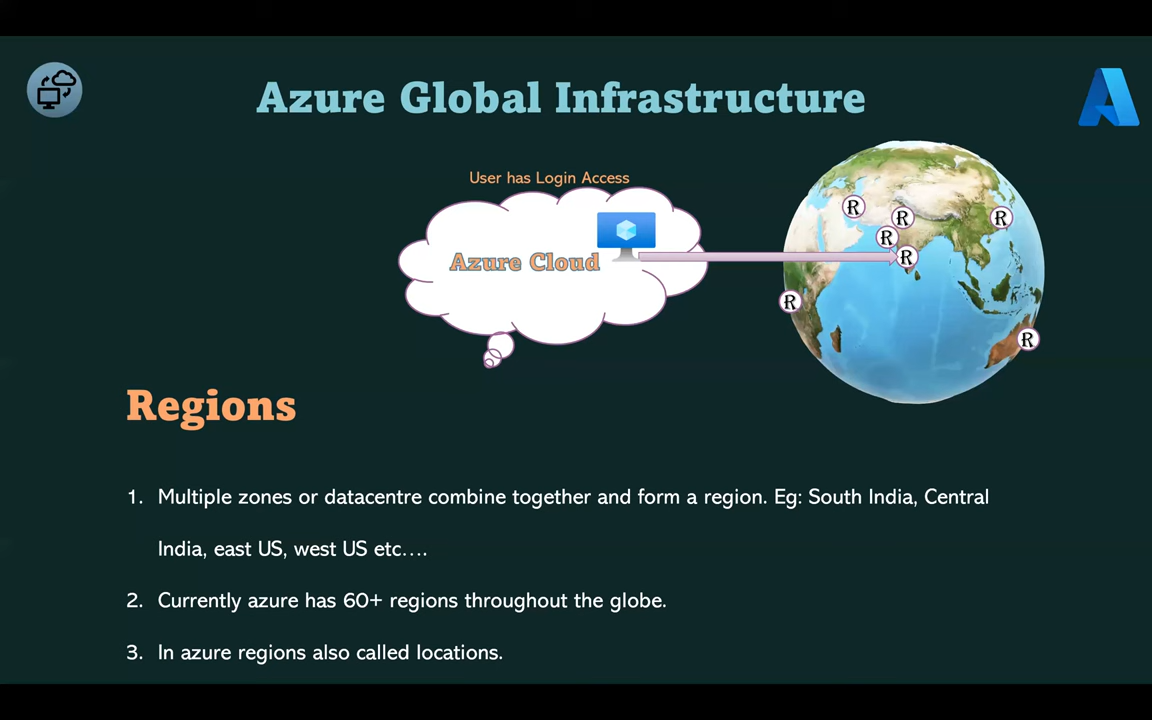 Azure Global Infrastructure
User has Login Access
Azure Cloud
R
R
R
R
R
R
R
Regions
1. Multiple zones or datacentre combine together and form a region. Eg: South India, Central
India, east US, west US etc....
2. Currently azure has 60+ regions throughout the globe.
3. In azure regions also called locations.